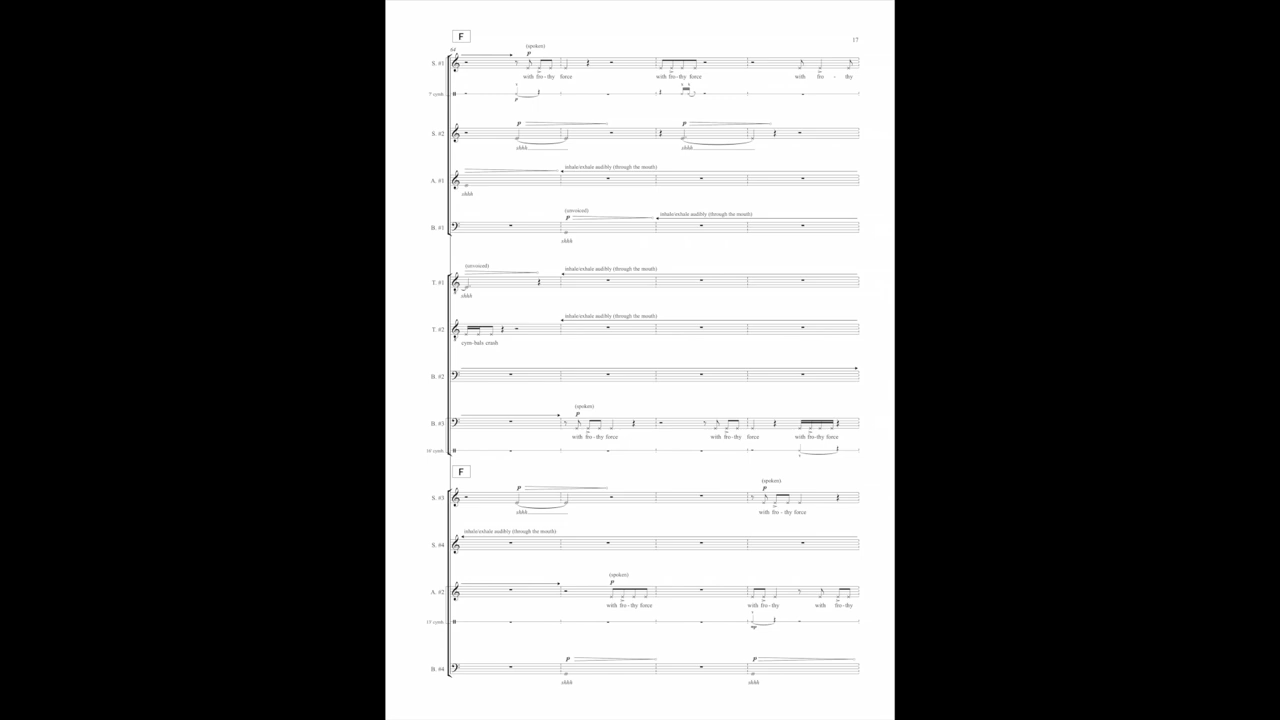 F
17
64
(spoken)
p
S. #1
with fro - thy force with fro - thy force with fro - thy
7 cymb.
p
p p
S. #2
shhh shhh
inhale/exhale audibly (through the mouth)
A. #1
shhh
(unvoiced)
p inhale/exhale audibly (through the mouth)
B. #1
shhh
(unvoiced) inhale/exhale audibly (through the mouth)
T. #1
shhh
inhale/exhale audibly (through the mouth)
T. #2
cym - bals crash
B. #2
(spoken)
p
B. #3
with fro - thy force with fro - thy force with fro - thy force
F
p
(spoken)
p
S. #3
shhh with fro - thy force
inhale/exhale audibly (through the mouth)
S. #4
(spoken)
p
A. #2
with fro - thy force with fro - thy with fro - thy
mp
p p
B. #4
shhh shhh